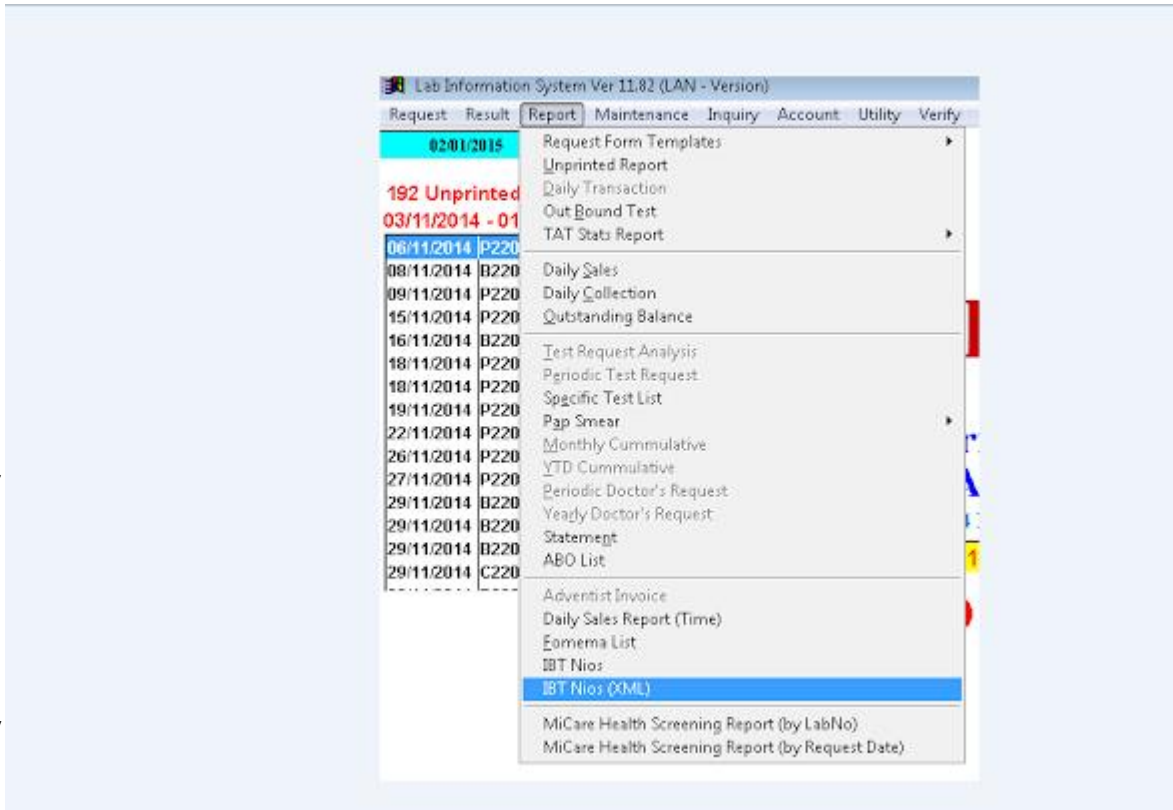 Lab Information System Ver 11.82 (LAN - Version)
Request Result Report Maintenance Inquiry Account Utility Verify
02/01/2015
192 Unprinted
03/11/2014 - 01
06/11/2014 P220
08/11/2014 B220
09/11/2014 P220
15/11/2014 P220
16/11/2014 B220
18/11/2014 P220
18/11/2014 P220
19/11/2014 P220
22/11/2014 P220
26/11/2014 P220
27/11/2014 P220
29/11/2014 B220
29/11/2014 B220
29/11/2014 B220
29/11/2014 C220
Request Form Templates
Unprinted Report
Daily Transaction
Out Bound Test
TAT Stats Report
Daily Sales
Daily Collection
Outstanding Balance
Test Request Analysis
Periodic Test Request
Specific Test List
Pap Smear
Monthly Cummulative
YTD Cummulative
Periodic Doctor's Request
Yearly Doctor's Request
Statement
ABO List
Adventist Invoice
Daily Sales Report (Time)
Fomema List
IBT Nios
IBT Nios (XML)
MiCare Health Screening Report (by LabNo)
MiCare Health Screening Report (by Request Date)